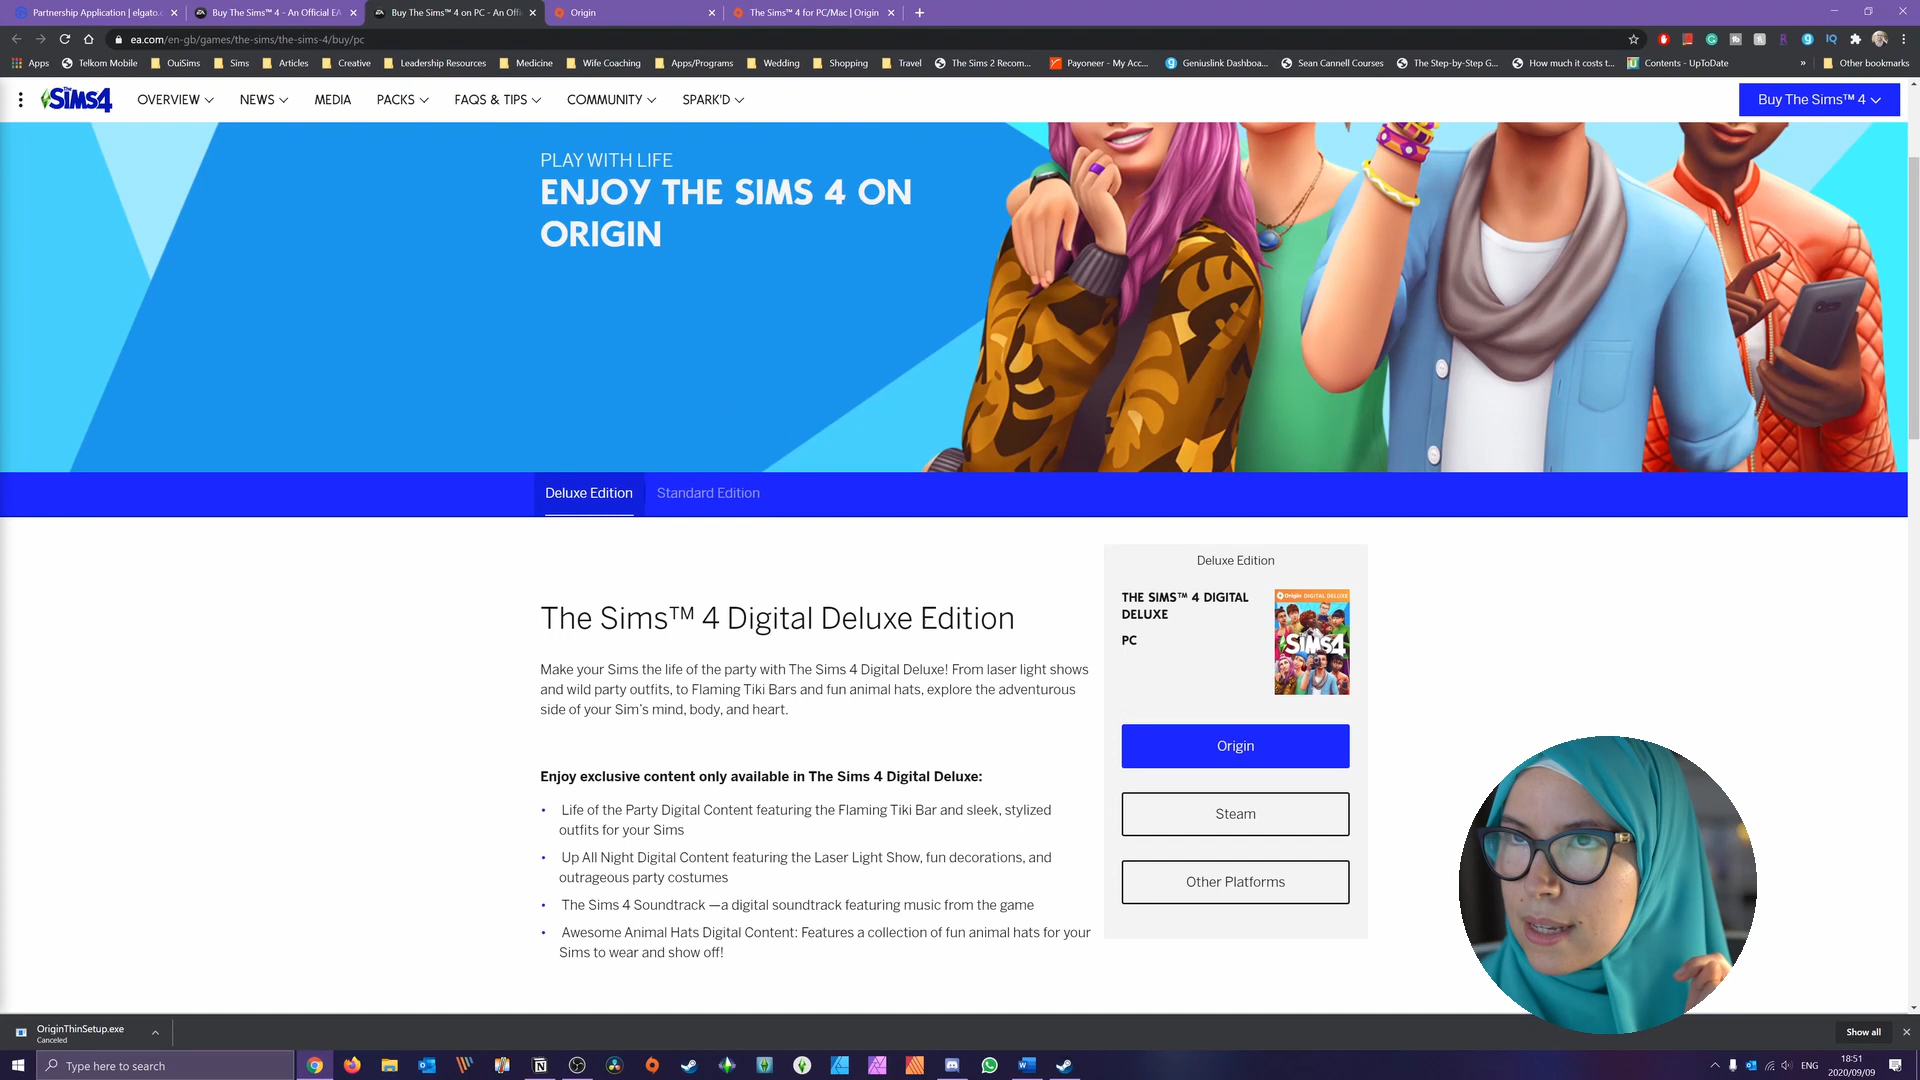 Partnership Application | elgato.c
Buy The Sims™ 4 - An Official EA
Buy The Sims™ 4 on PC - An Offi
Origin
The Sims™ 4 for PC/Mac | Origin
ea.com/en-gb/games/the-sims/the-sims-4/buy/pc
Apps
Telkom Mobile
OuiSims
Sims
Articles
Creative
Leadership Resources
Medicine
Wife Coaching
Apps/Programs
Wedding
Shopping
Travel
The Sims 2 Recom...
Payoneer - My Acc...
Geniuslink Dashboa...
Sean Cannell Courses
The Step-by-Step G...
How much it costs t...
Contents - UpToDate
»
Other bookmarks
The SiMS4
OVERVIEW
NEWS
MEDIA
PACKS
FAQS & TIPS
COMMUNITY
SPARK'D
Buy The Sims™ 4
PLAY WITH LIFE
ENJOY THE SIMS 4 ON
ORIGIN
Deluxe Edition
Standard Edition
Deluxe Edition
THE SIMS™ 4 DIGITAL
DELUXE
PC
Origin DIGITAL DELUXE
SiMS4
The Sims™ 4 Digital Deluxe Edition
Make your Sims the life of the party with The Sims 4 Digital Deluxe! From laser light shows
and wild party outfits, to Flaming Tiki Bars and fun animal hats, explore the adventurous
side of your Sim's mind, body, and heart.
Origin
Steam
Other Platforms
Enjoy exclusive content only available in The Sims 4 Digital Deluxe:
• Life of the Party Digital Content featuring the Flaming Tiki Bar and sleek, stylized
outfits for your Sims
• Up All Night Digital Content featuring the Laser Light Show, fun decorations, and
outrageous party costumes
• The Sims 4 Soundtrack —a digital soundtrack featuring music from the game
• Awesome Animal Hats Digital Content: Features a collection of fun animal hats for your
Sims to wear and show off!
OriginThinSetup.exe
Canceled
Show all
Type here to search
ENG
18:51
2020/09/09